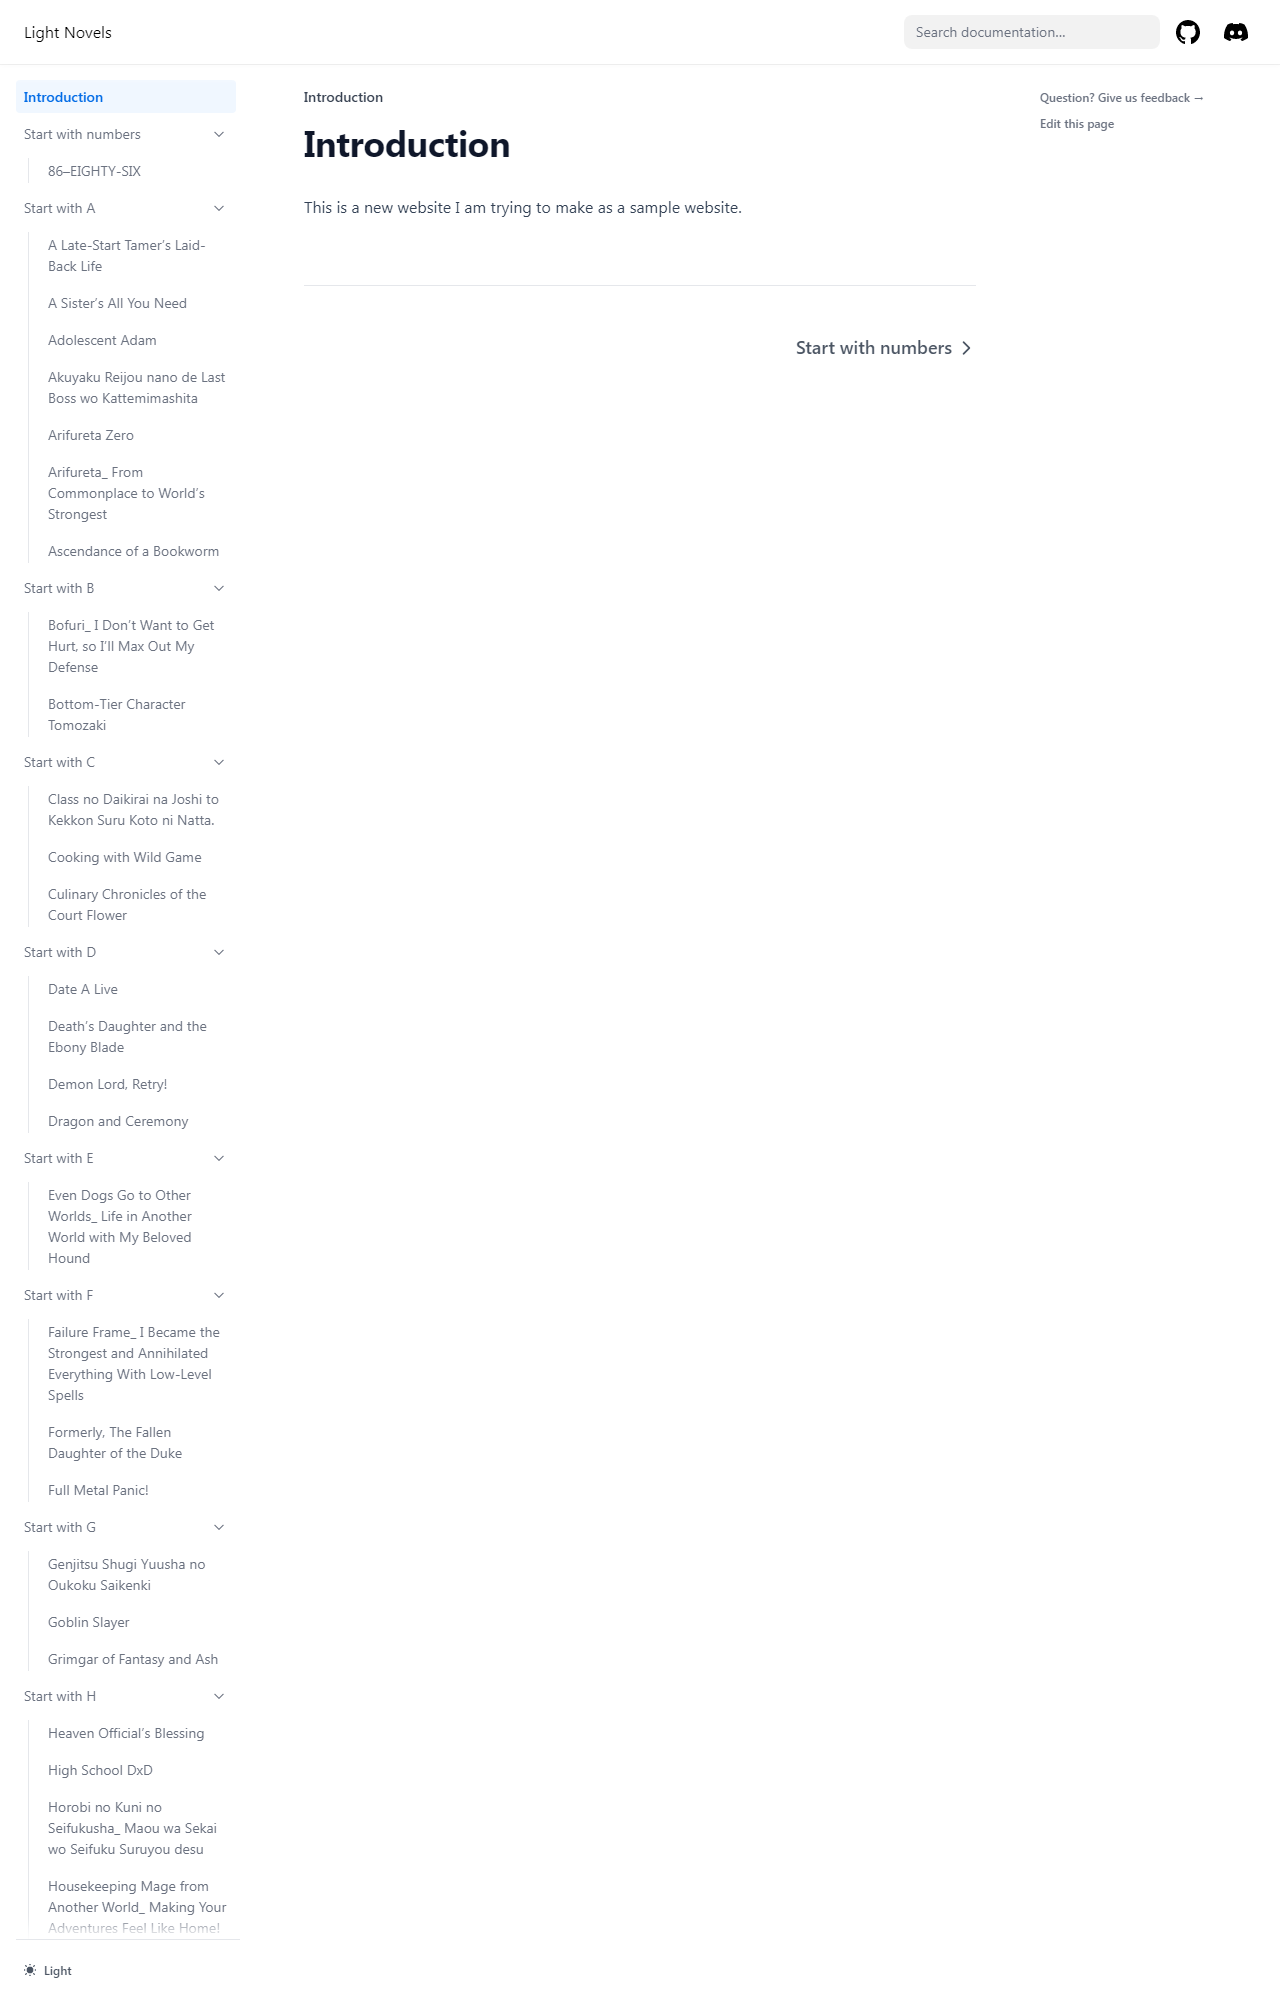 Light Novels
Search documentation…
Introduction
Start with numbers
86–EIGHTY-SIX
Start with A
A Late-Start Tamer’s Laid-
Back Life
A Sister’s All You Need
Adolescent Adam
Akuyaku Reijou nano de Last
Boss wo Kattemimashita
Arifureta Zero
Arifureta_ From
Commonplace to World’s
Strongest
Ascendance of a Bookworm
Start with B
Bofuri_ I Don’t Want to Get
Hurt, so I’ll Max Out My
Defense
Bottom-Tier Character
Tomozaki
Start with C
Class no Daikirai na Joshi to
Kekkon Suru Koto ni Natta.
Cooking with Wild Game
Culinary Chronicles of the
Court Flower
Start with D
Date A Live
Death’s Daughter and the
Ebony Blade
Demon Lord, Retry!
Dragon and Ceremony
Start with E
Even Dogs Go to Other
Worlds_ Life in Another
World with My Beloved
Hound
Start with F
Failure Frame_ I Became the
Strongest and Annihilated
Everything With Low-Level
Spells
Formerly, The Fallen
Daughter of the Duke
Full Metal Panic!
Start with G
Genjitsu Shugi Yuusha no
Oukoku Saikenki
Goblin Slayer
Grimgar of Fantasy and Ash
Start with H
Heaven Official’s Blessing
High School DxD
Horobi no Kuni no
Seifukusha_ Maou wa Sekai
wo Seifuku Suruyou desu
Housekeeping Mage from
Another World_ Making Your
Adventures Feel Like Home!
Light
Introduction
Introduction
This is a new website I am trying to make as a sample website.
Start with numbers
Question? Give us feedback →
Edit this page